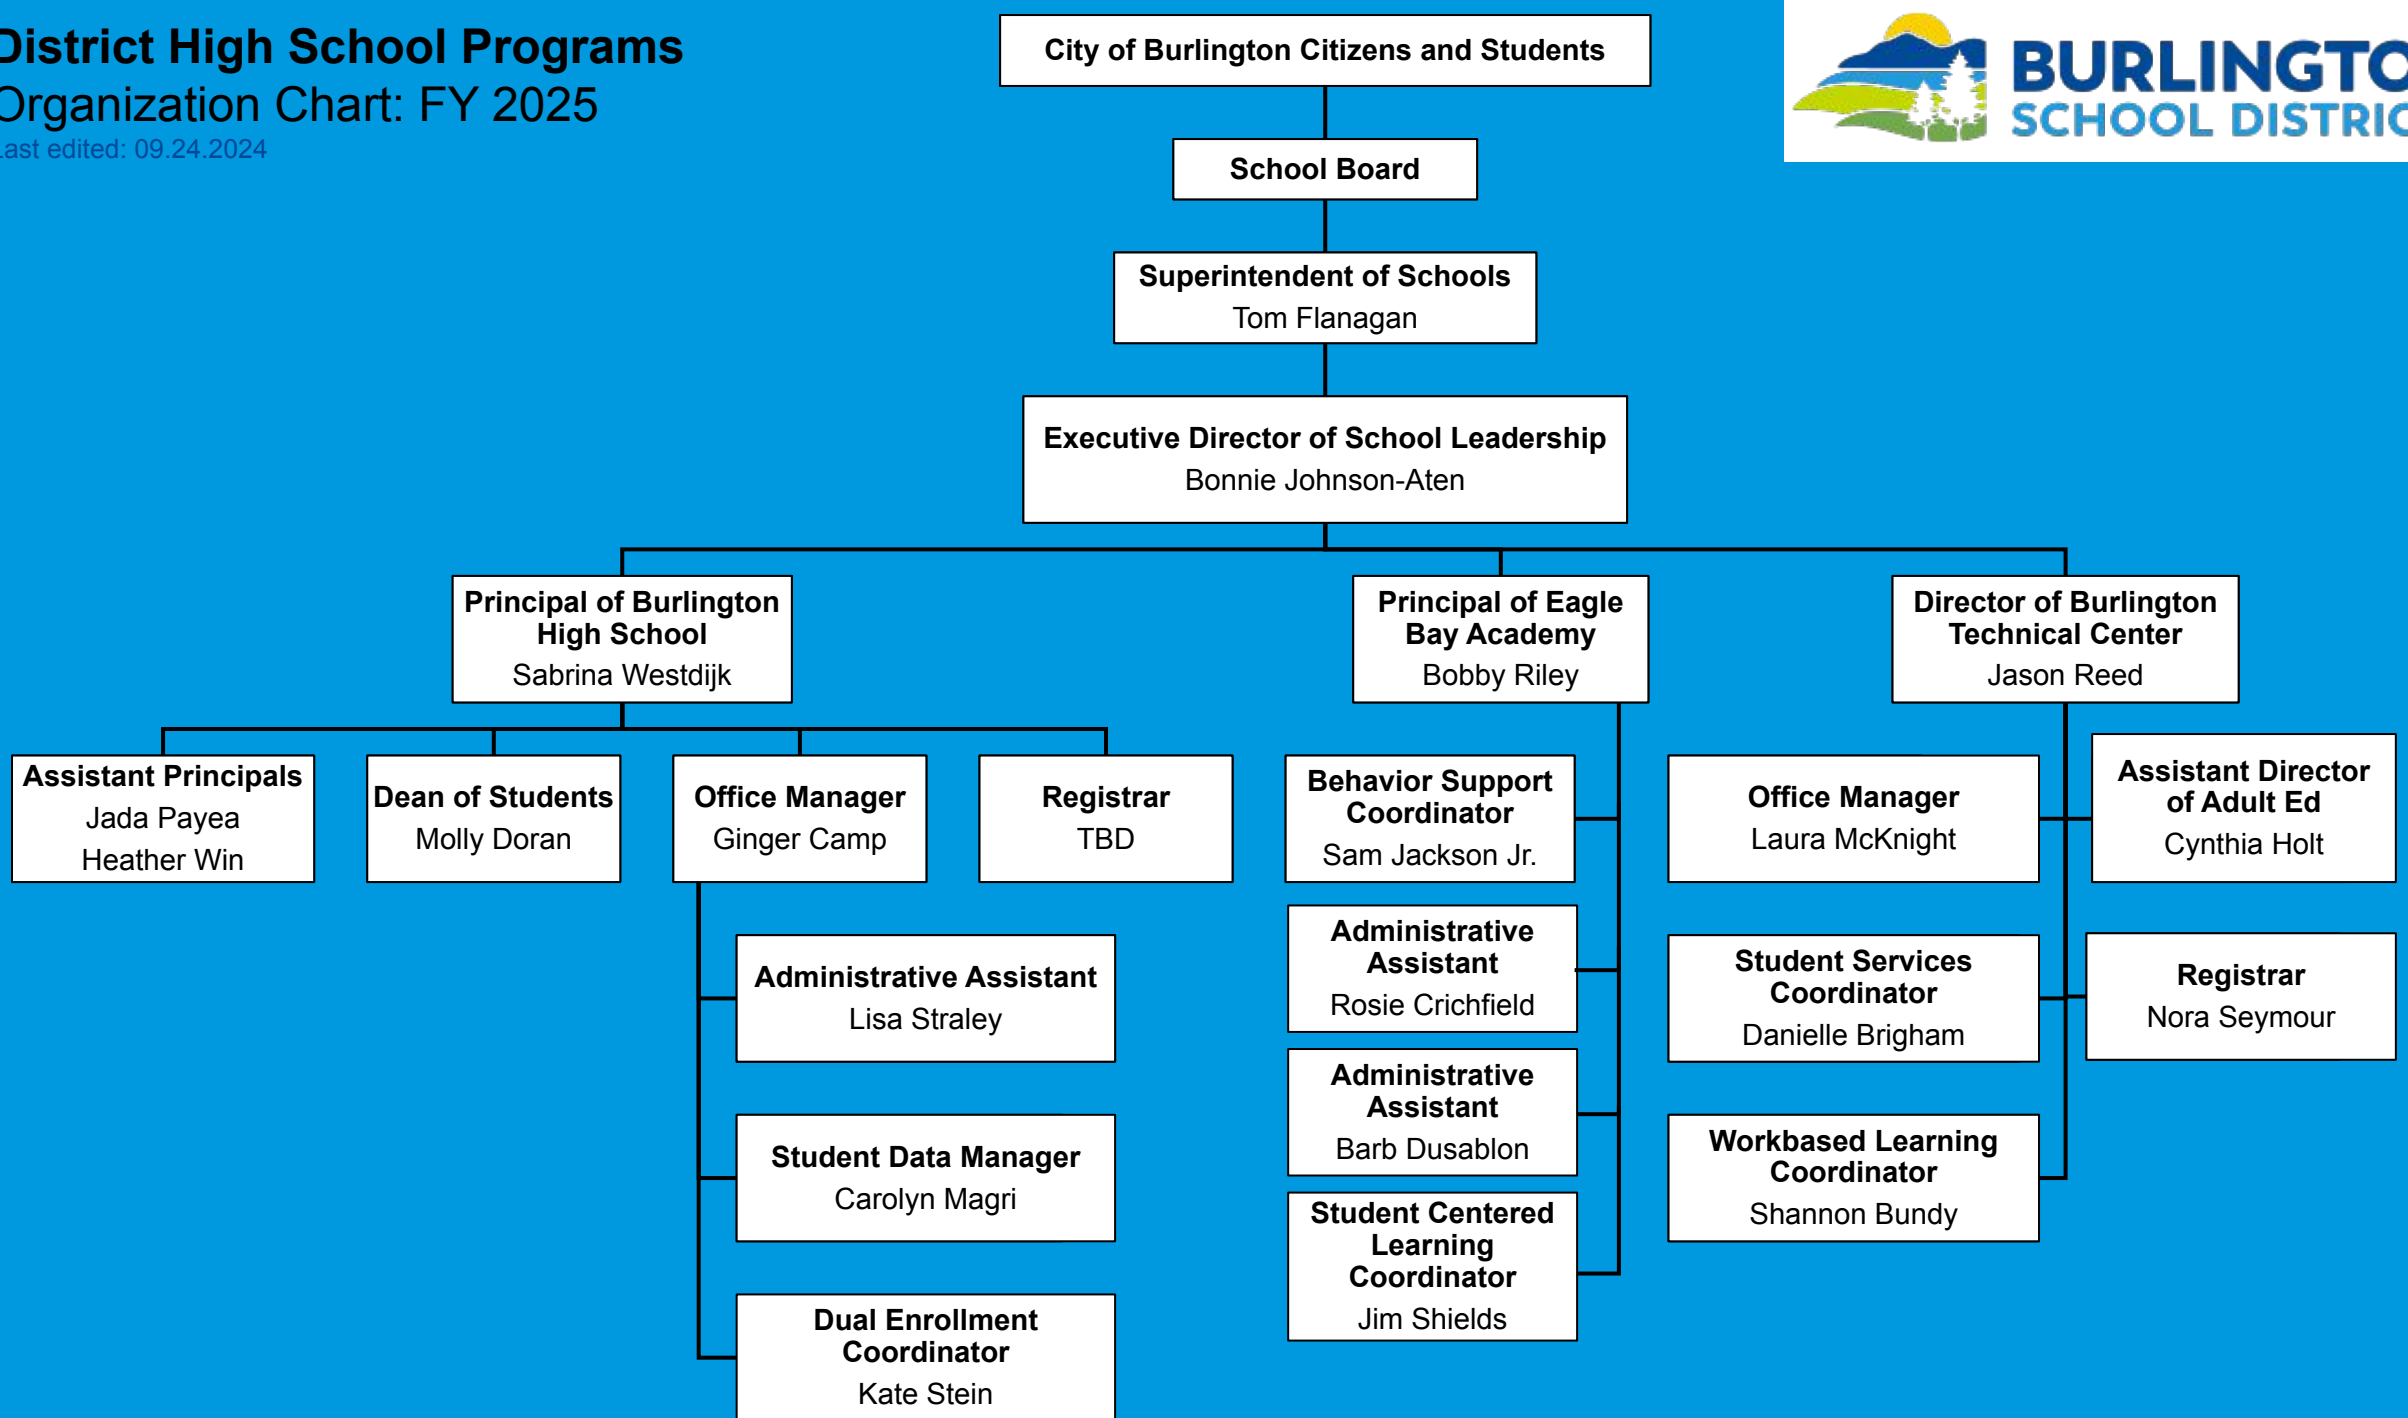 District High School Programs
Organization Chart: FY 2025
Last edited: 09.24.2024
City of Burlington Citizens and Students
BURLINGTO
SCHOOL DISTRIC
School Board
Superintendent of Schools
Tom Flanagan
Executive Director of School Leadership
Bonnie Johnson-Aten
Principal of Burlington
High School
Sabrina Westdijk
Principal of Eagle
Bay Academy
Bobby Riley
Director of Burlington
Technical Center
Jason Reed
Assistant Principals
Jada Payea
Heather Win
Dean of Students
Molly Doran
Office Manager
Ginger Camp
Registrar
TBD
Administrative Assistant
Lisa Straley
Student Data Manager
Carolyn Magri
Dual Enrollment
Coordinator
Kate Stein
Behavior Support
Coordinator
Sam Jackson Jr.
Administrative
Assistant
Rosie Crichfield
Administrative
Assistant
Barb Dusablon
Student Centered
Learning
Coordinator
Jim Shields
Office Manager
Laura McKnight
Assistant Director
of Adult Ed
Cynthia Holt
Student Services
Coordinator
Danielle Brigham
Registrar
Nora Seymour
Workbased Learning
Coordinator
Shannon Bundy